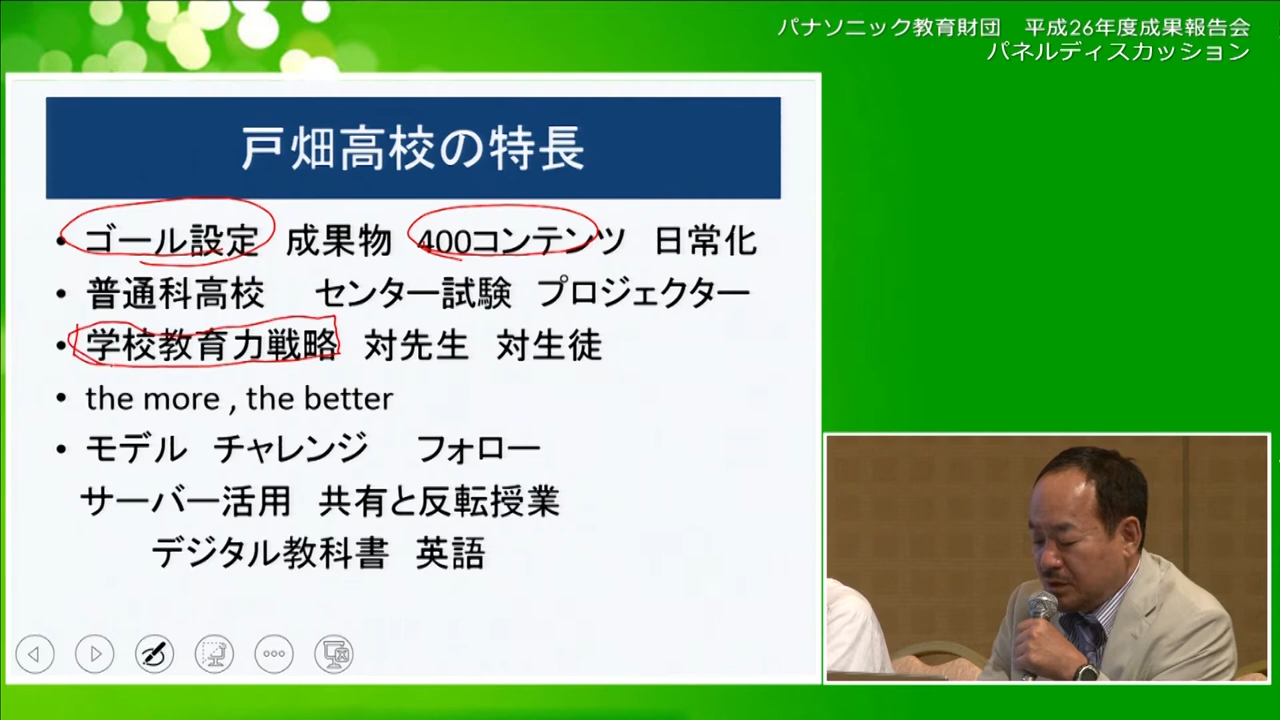 パナソニック教育財団　平成26年度成果報告会
パネルディスカッション
戸畑高校の特長
• ゴール設定　成果物　400コンテンツ　日常化
• 普通科高校　センター試験　プロジェクター
• 学校教育力戦略　対先生　対生徒
• the more , the better
• モデル　チャレンジ　フォロー
サーバー活用　共有と反転授業
デジタル教科書　英語